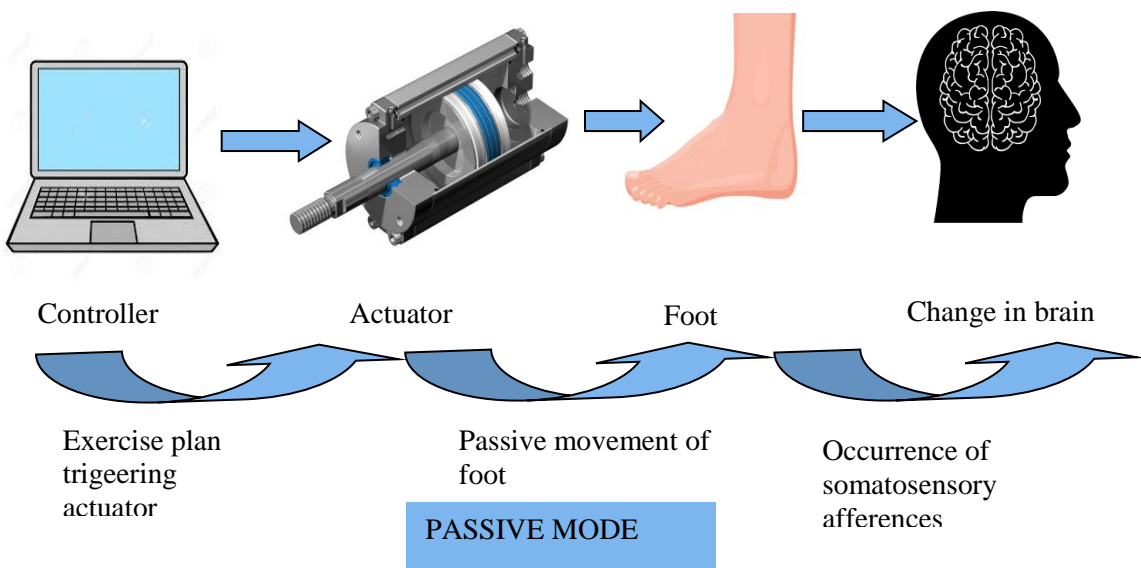 Controller
Actuator
Foot
Change in brain
Exercise plan
trigeering
actuator
Passive movement of
foot
Occurrence of
somatosensory
afferences
PASSIVE MODE